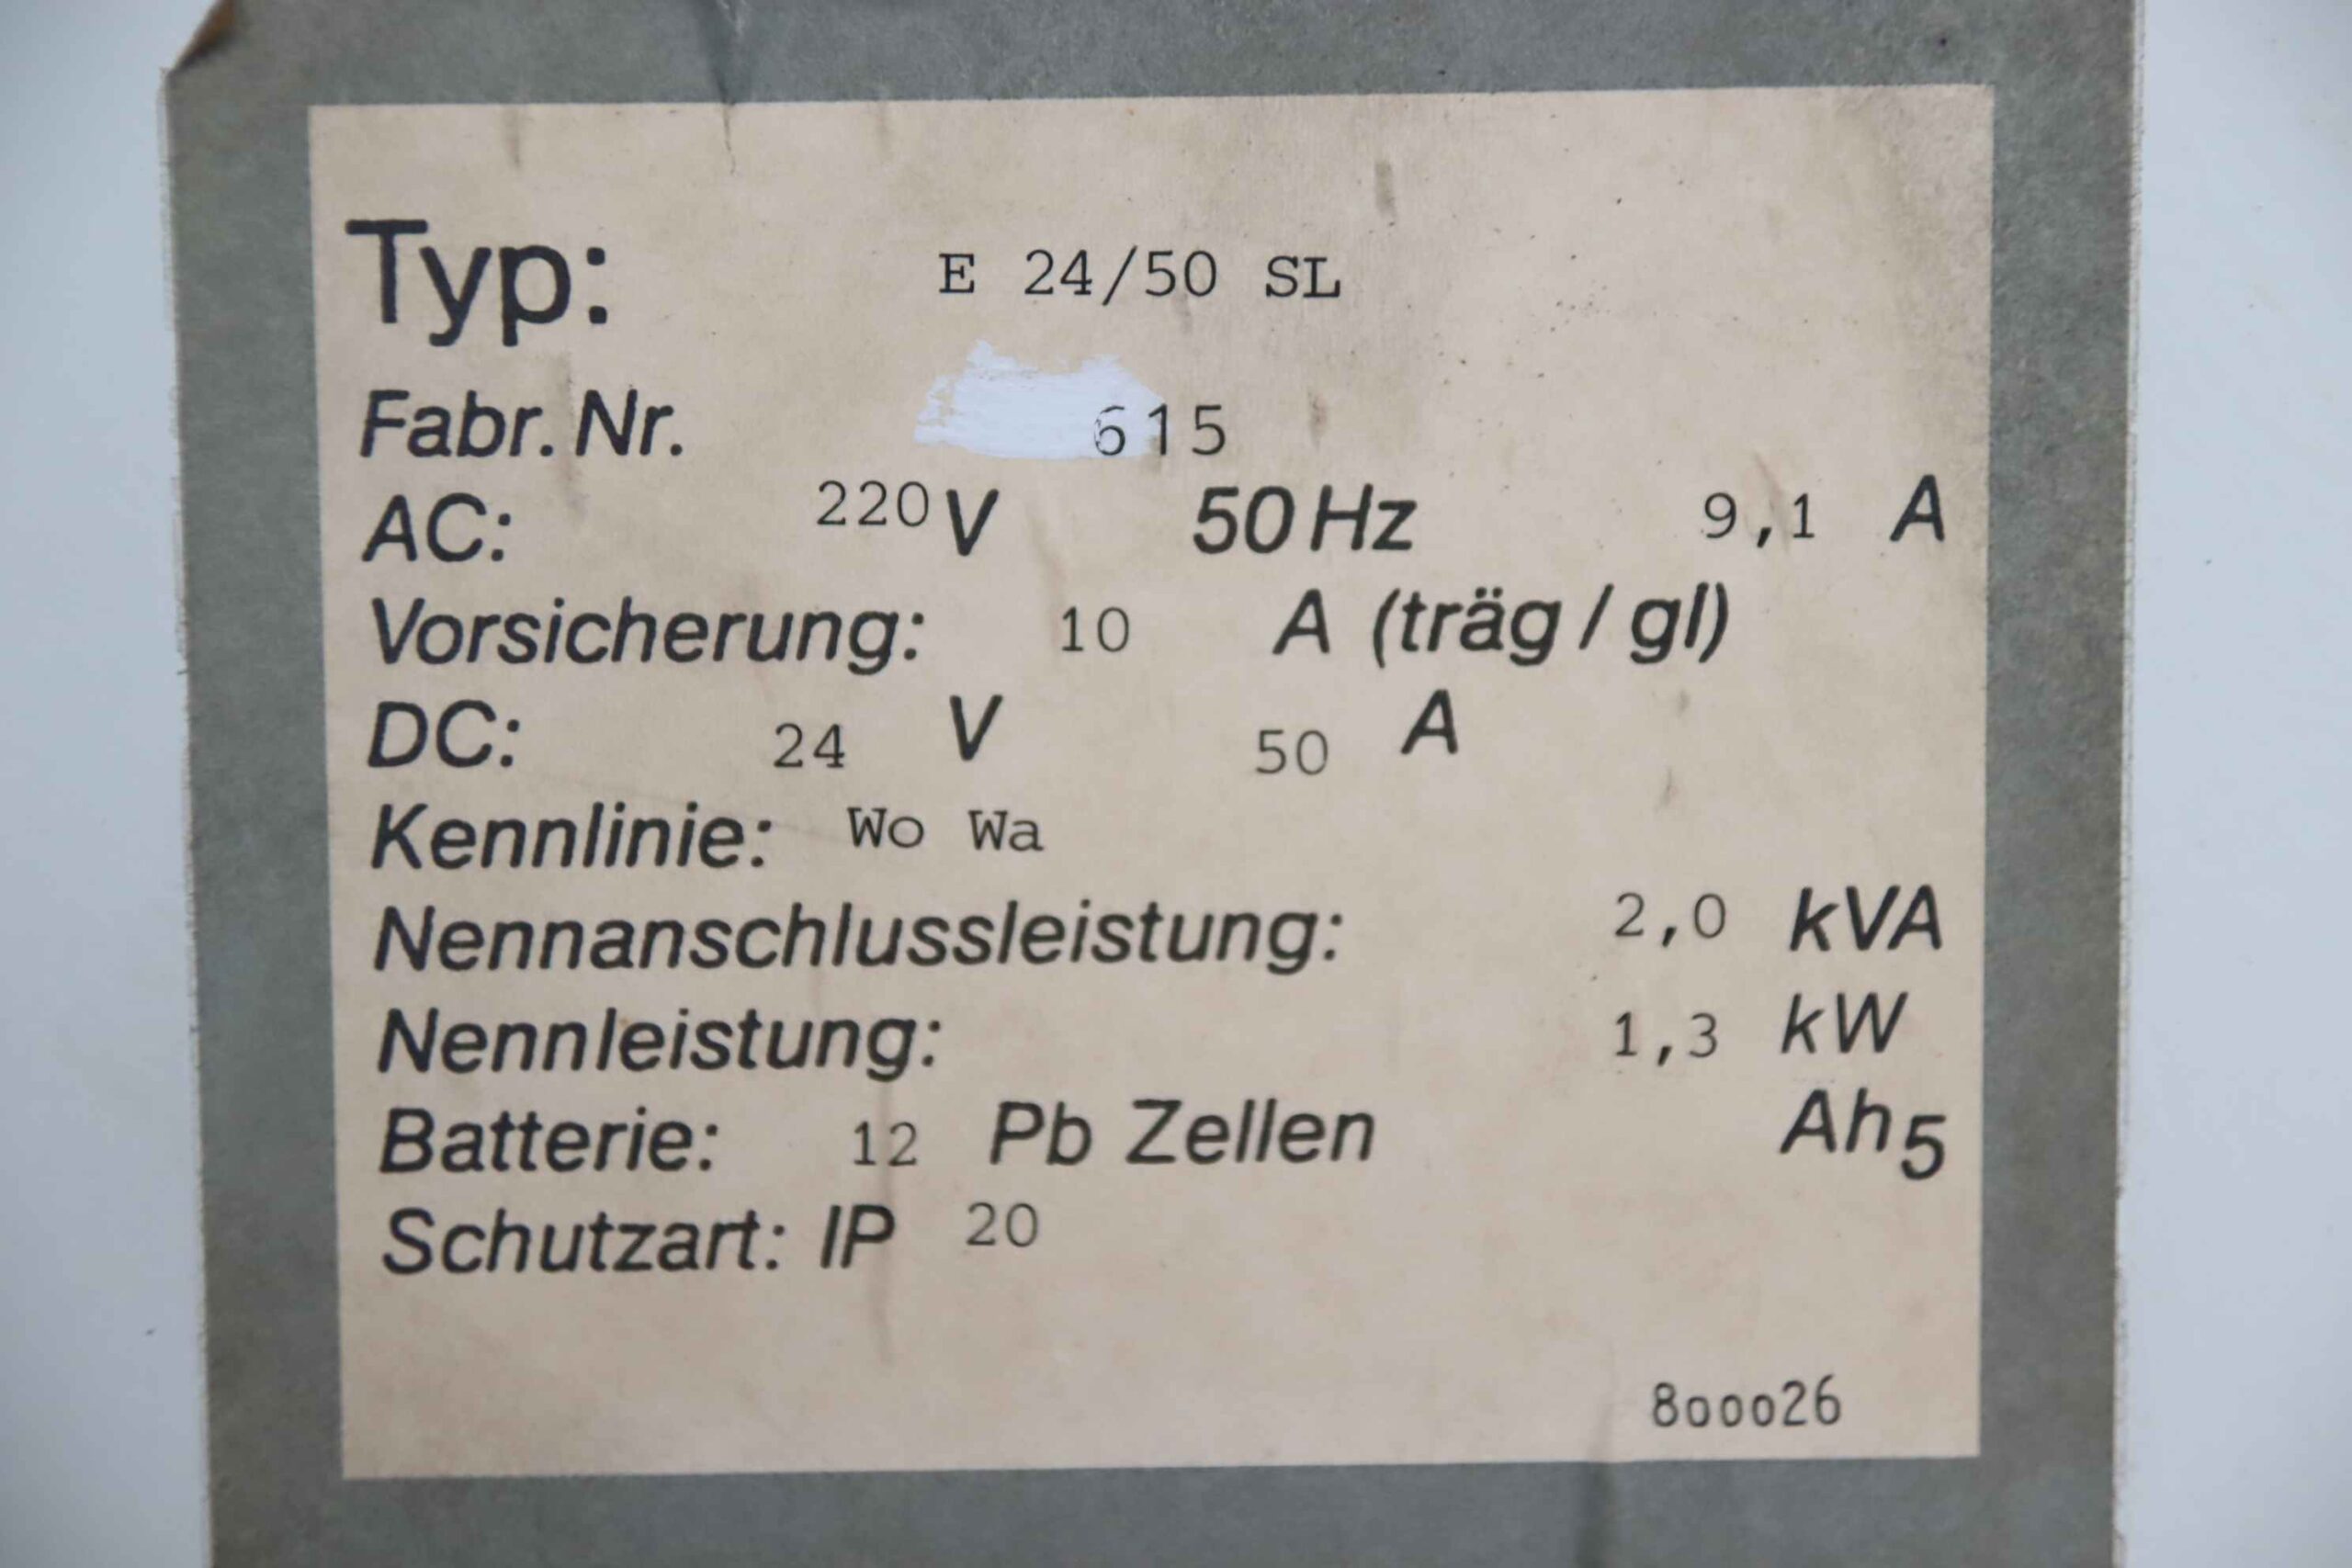 Typ: E 24/50 SL
Fabr. Nr. 615
AC: 220 V 50 Hz 9,1 A
Vorsicherung: 10 A (träg / gl)
DC: 24 V 50 A
Kennlinie: Wo Wa
Nennanschlussleistung: 2,0 kVA
Nennleistung: 1,3 kW
Batterie: 12 Pb Zellen Ah5
Schutzart: IP 20
800026